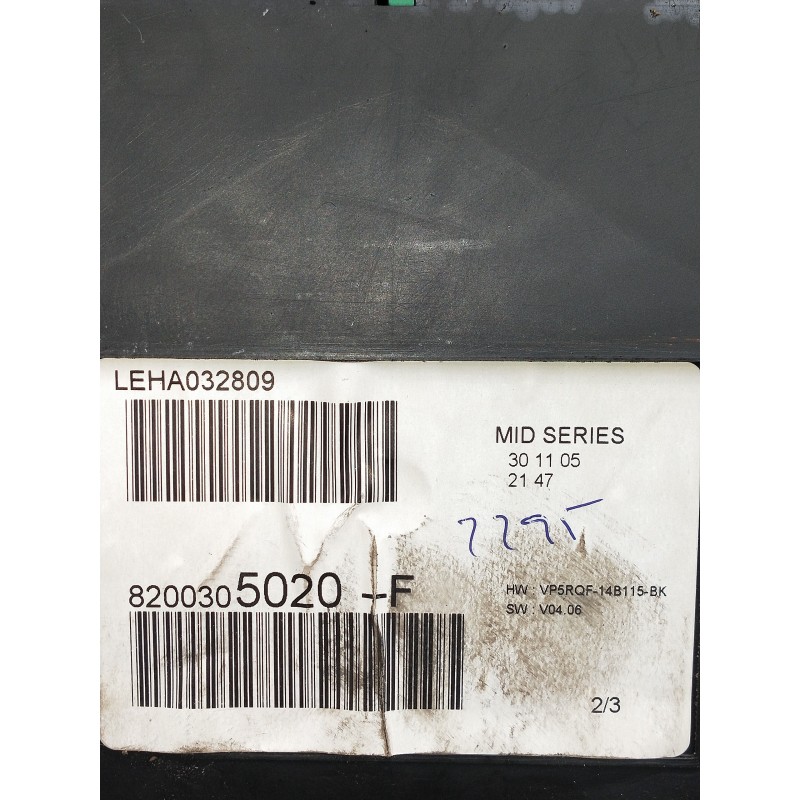 LEHA032809
MID SERIES
30 11 05
21 47
7295
8200305020 --F
HW : VP5RQF-14B115-BK
SW : V04.06
2/3